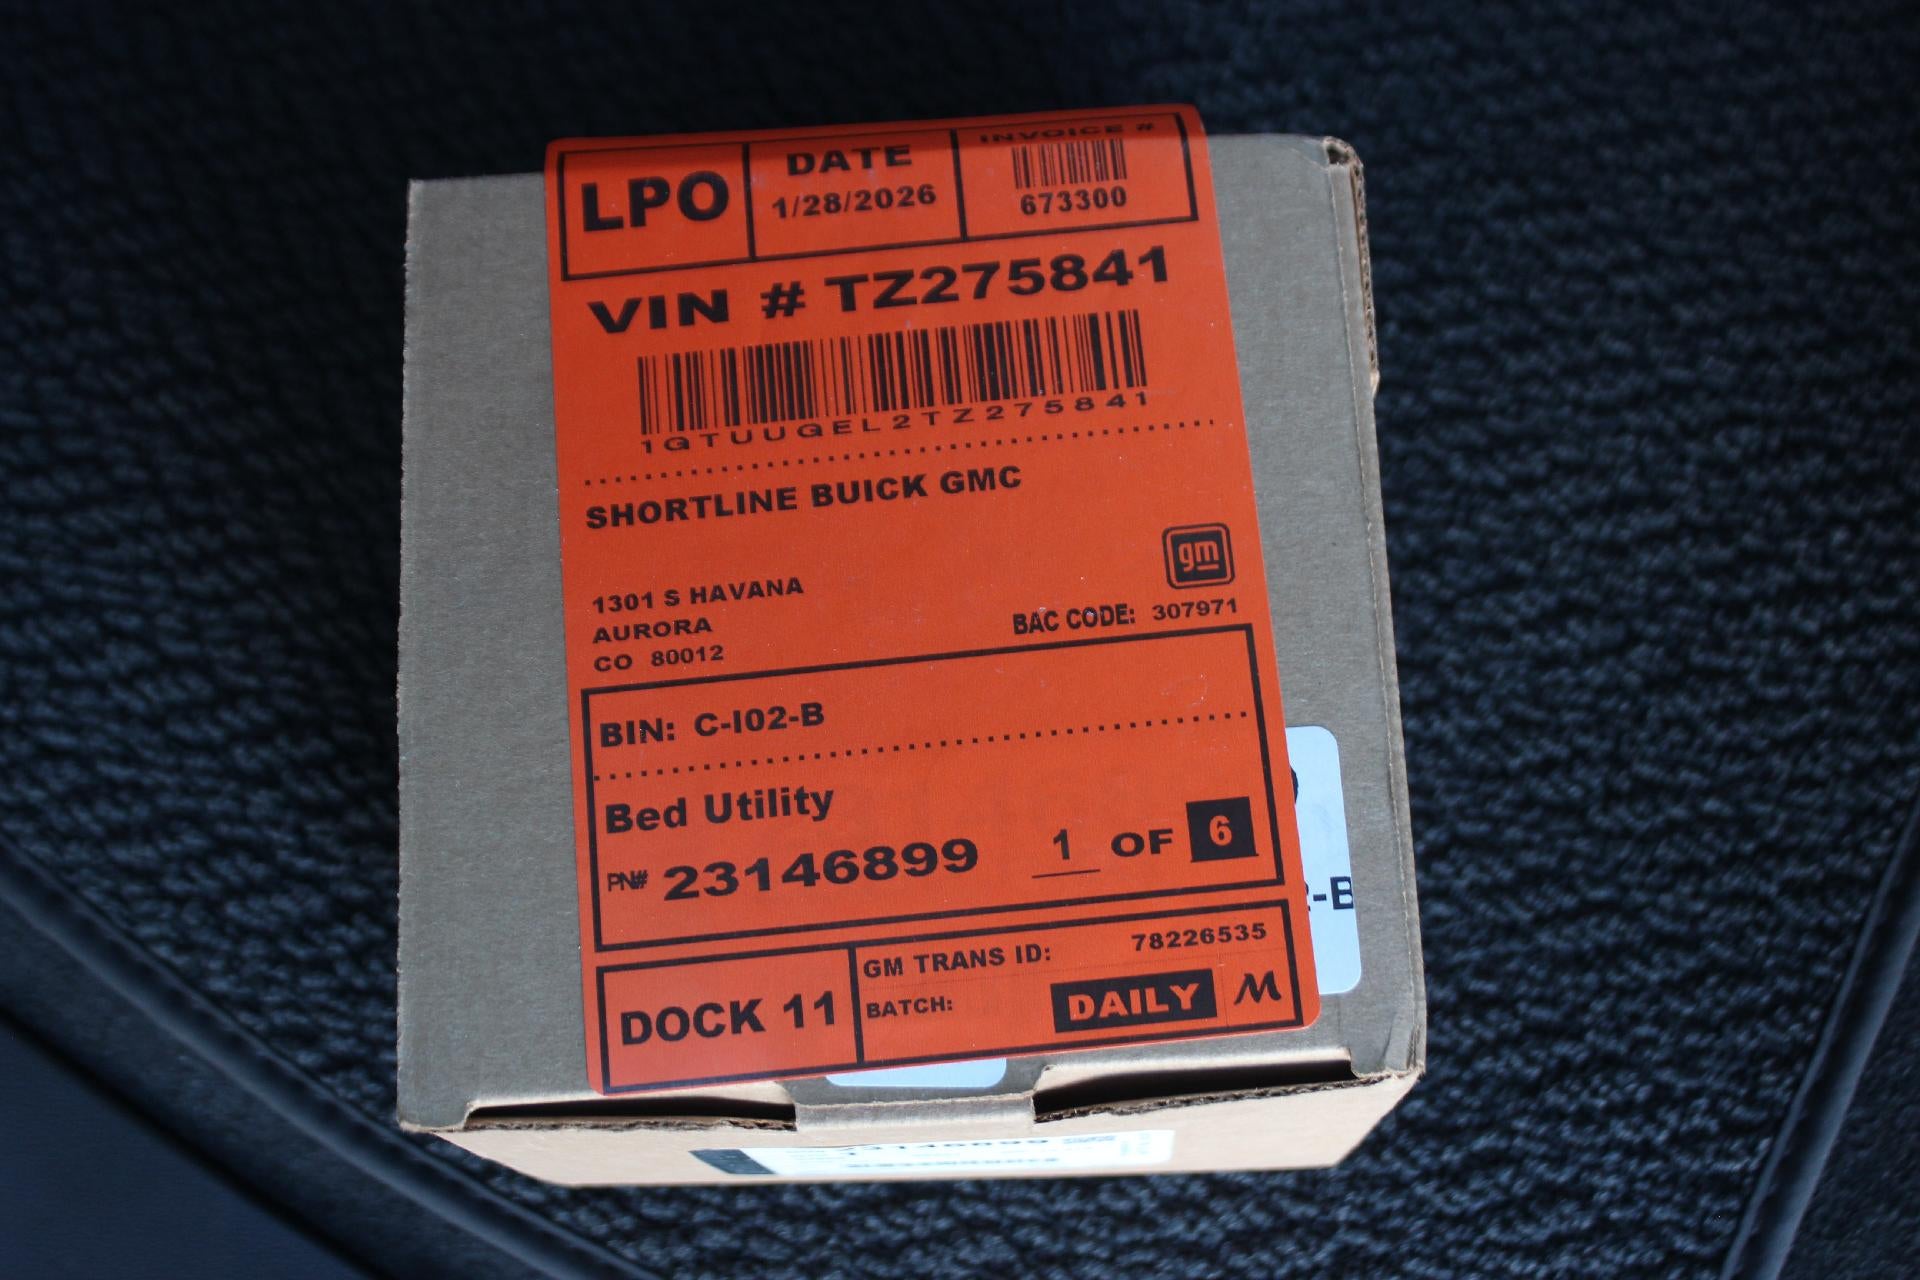 LPO
DATE
1/28/2026
INVOICE #
673300
VIN # TZ275841
1GTUUGEL2TZ275841
SHORTLINE BUICK GMC
gm
1301 S HAVANA
AURORA
CO 80012
BAC CODE: 307971
BIN: C-I02-B
Bed Utility
PN# 23146899 1 OF 6
DOCK 11
GM TRANS ID: 78226535
BATCH: DAILY M
-B